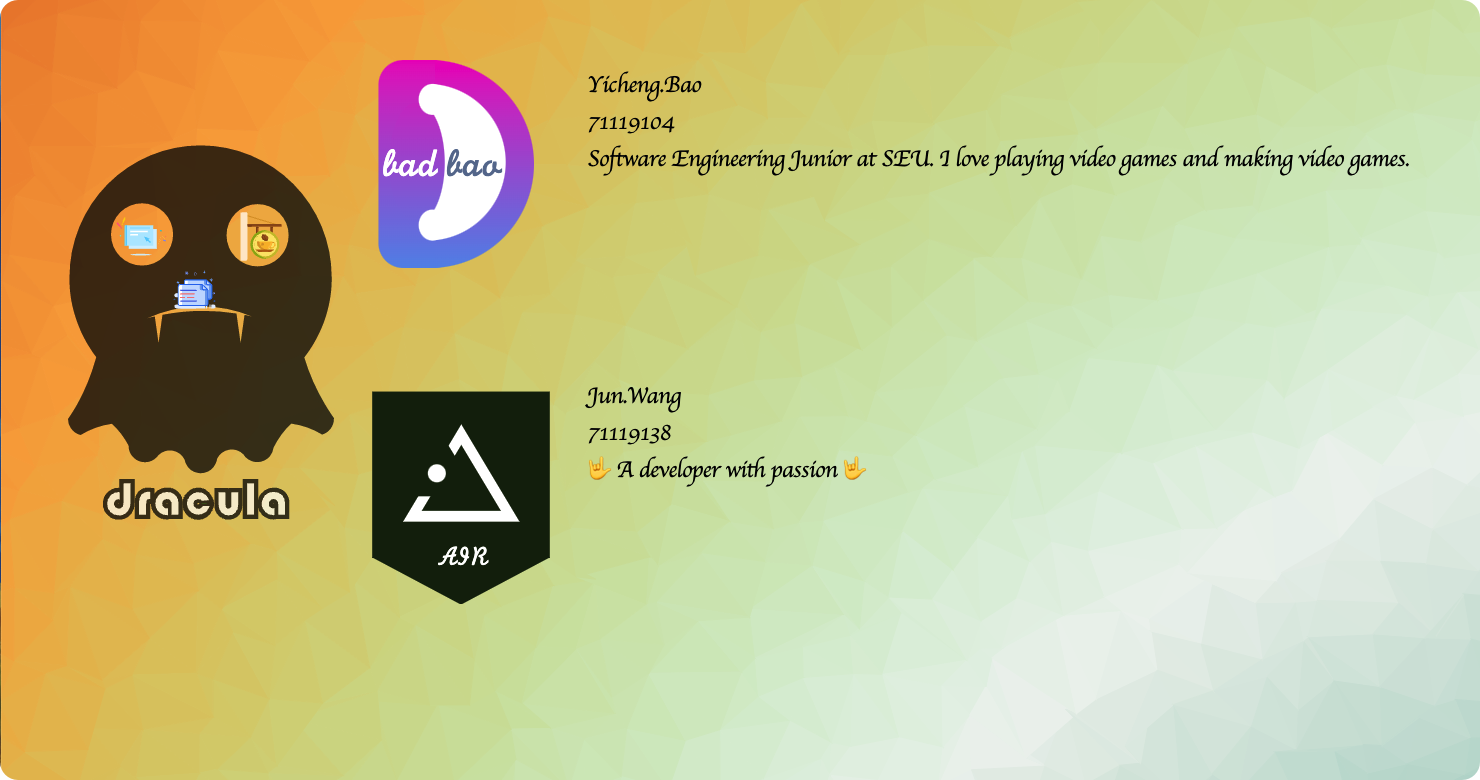 dracula
bad bao
Yicheng.Bao
71119104
Software Engineering Junior at SEU. I love playing video games and making video games.
AIR
Jun.Wang
71119138
🤟 A developer with passion 🤟